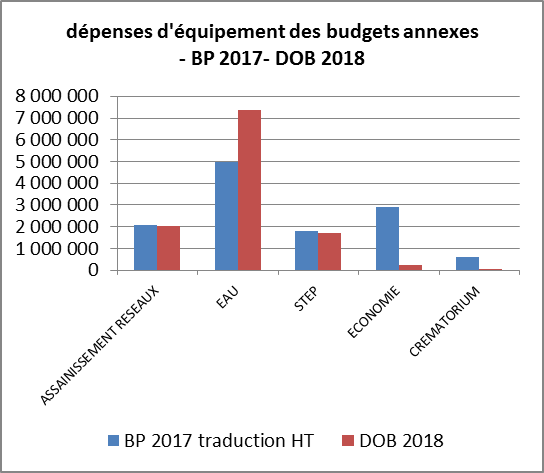 dépenses d'équipement des budgets annexes
- BP 2017- DOB 2018
8 000 000
7 000 000
6 000 000
5 000 000
4 000 000
3 000 000
2 000 000
1 000 000
0
ASSAINISSEMENT RESEAUX
EAU
STEP
ECONOMIE
CREMATORIUM
BP 2017 traduction HT
DOB 2018